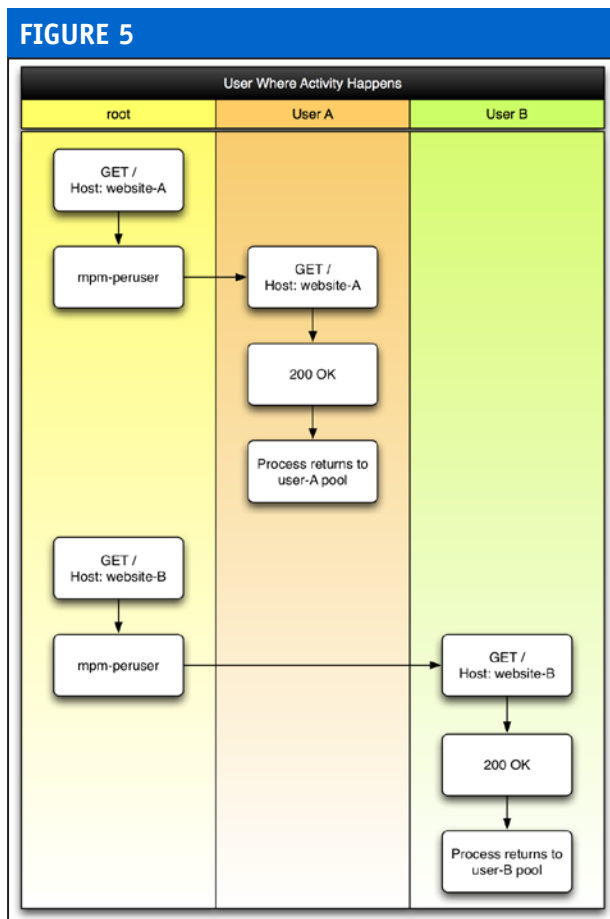 FIGURE 5
User Where Activity Happens
root
User A
User B
GET /
Host: website-A
mpm-peruser
GET /
Host: website-A
200 OK
Process returns to
user-A pool
GET /
Host: website-B
mpm-peruser
GET /
Host: website-B
200 OK
Process returns to
user-B pool